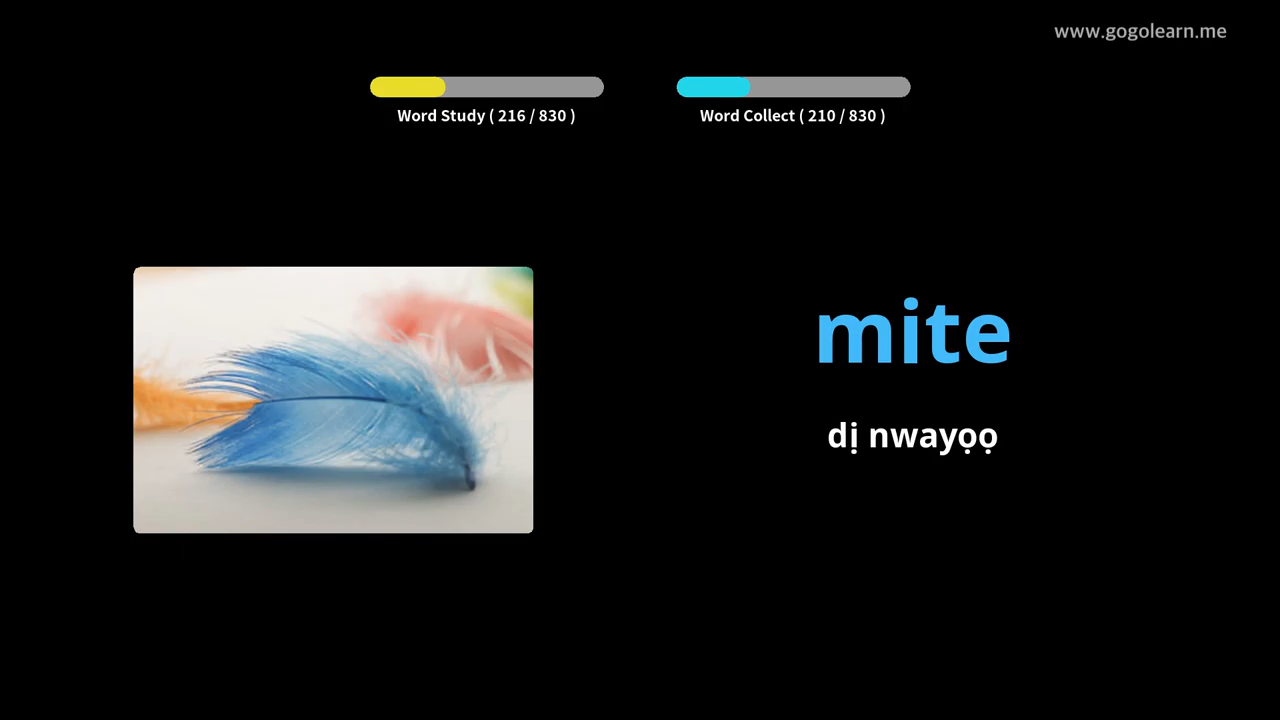 www.gogolearn.me
Word Study ( 216 / 830 )
Word Collect ( 210 / 830 )
mite
dị nwayọọ